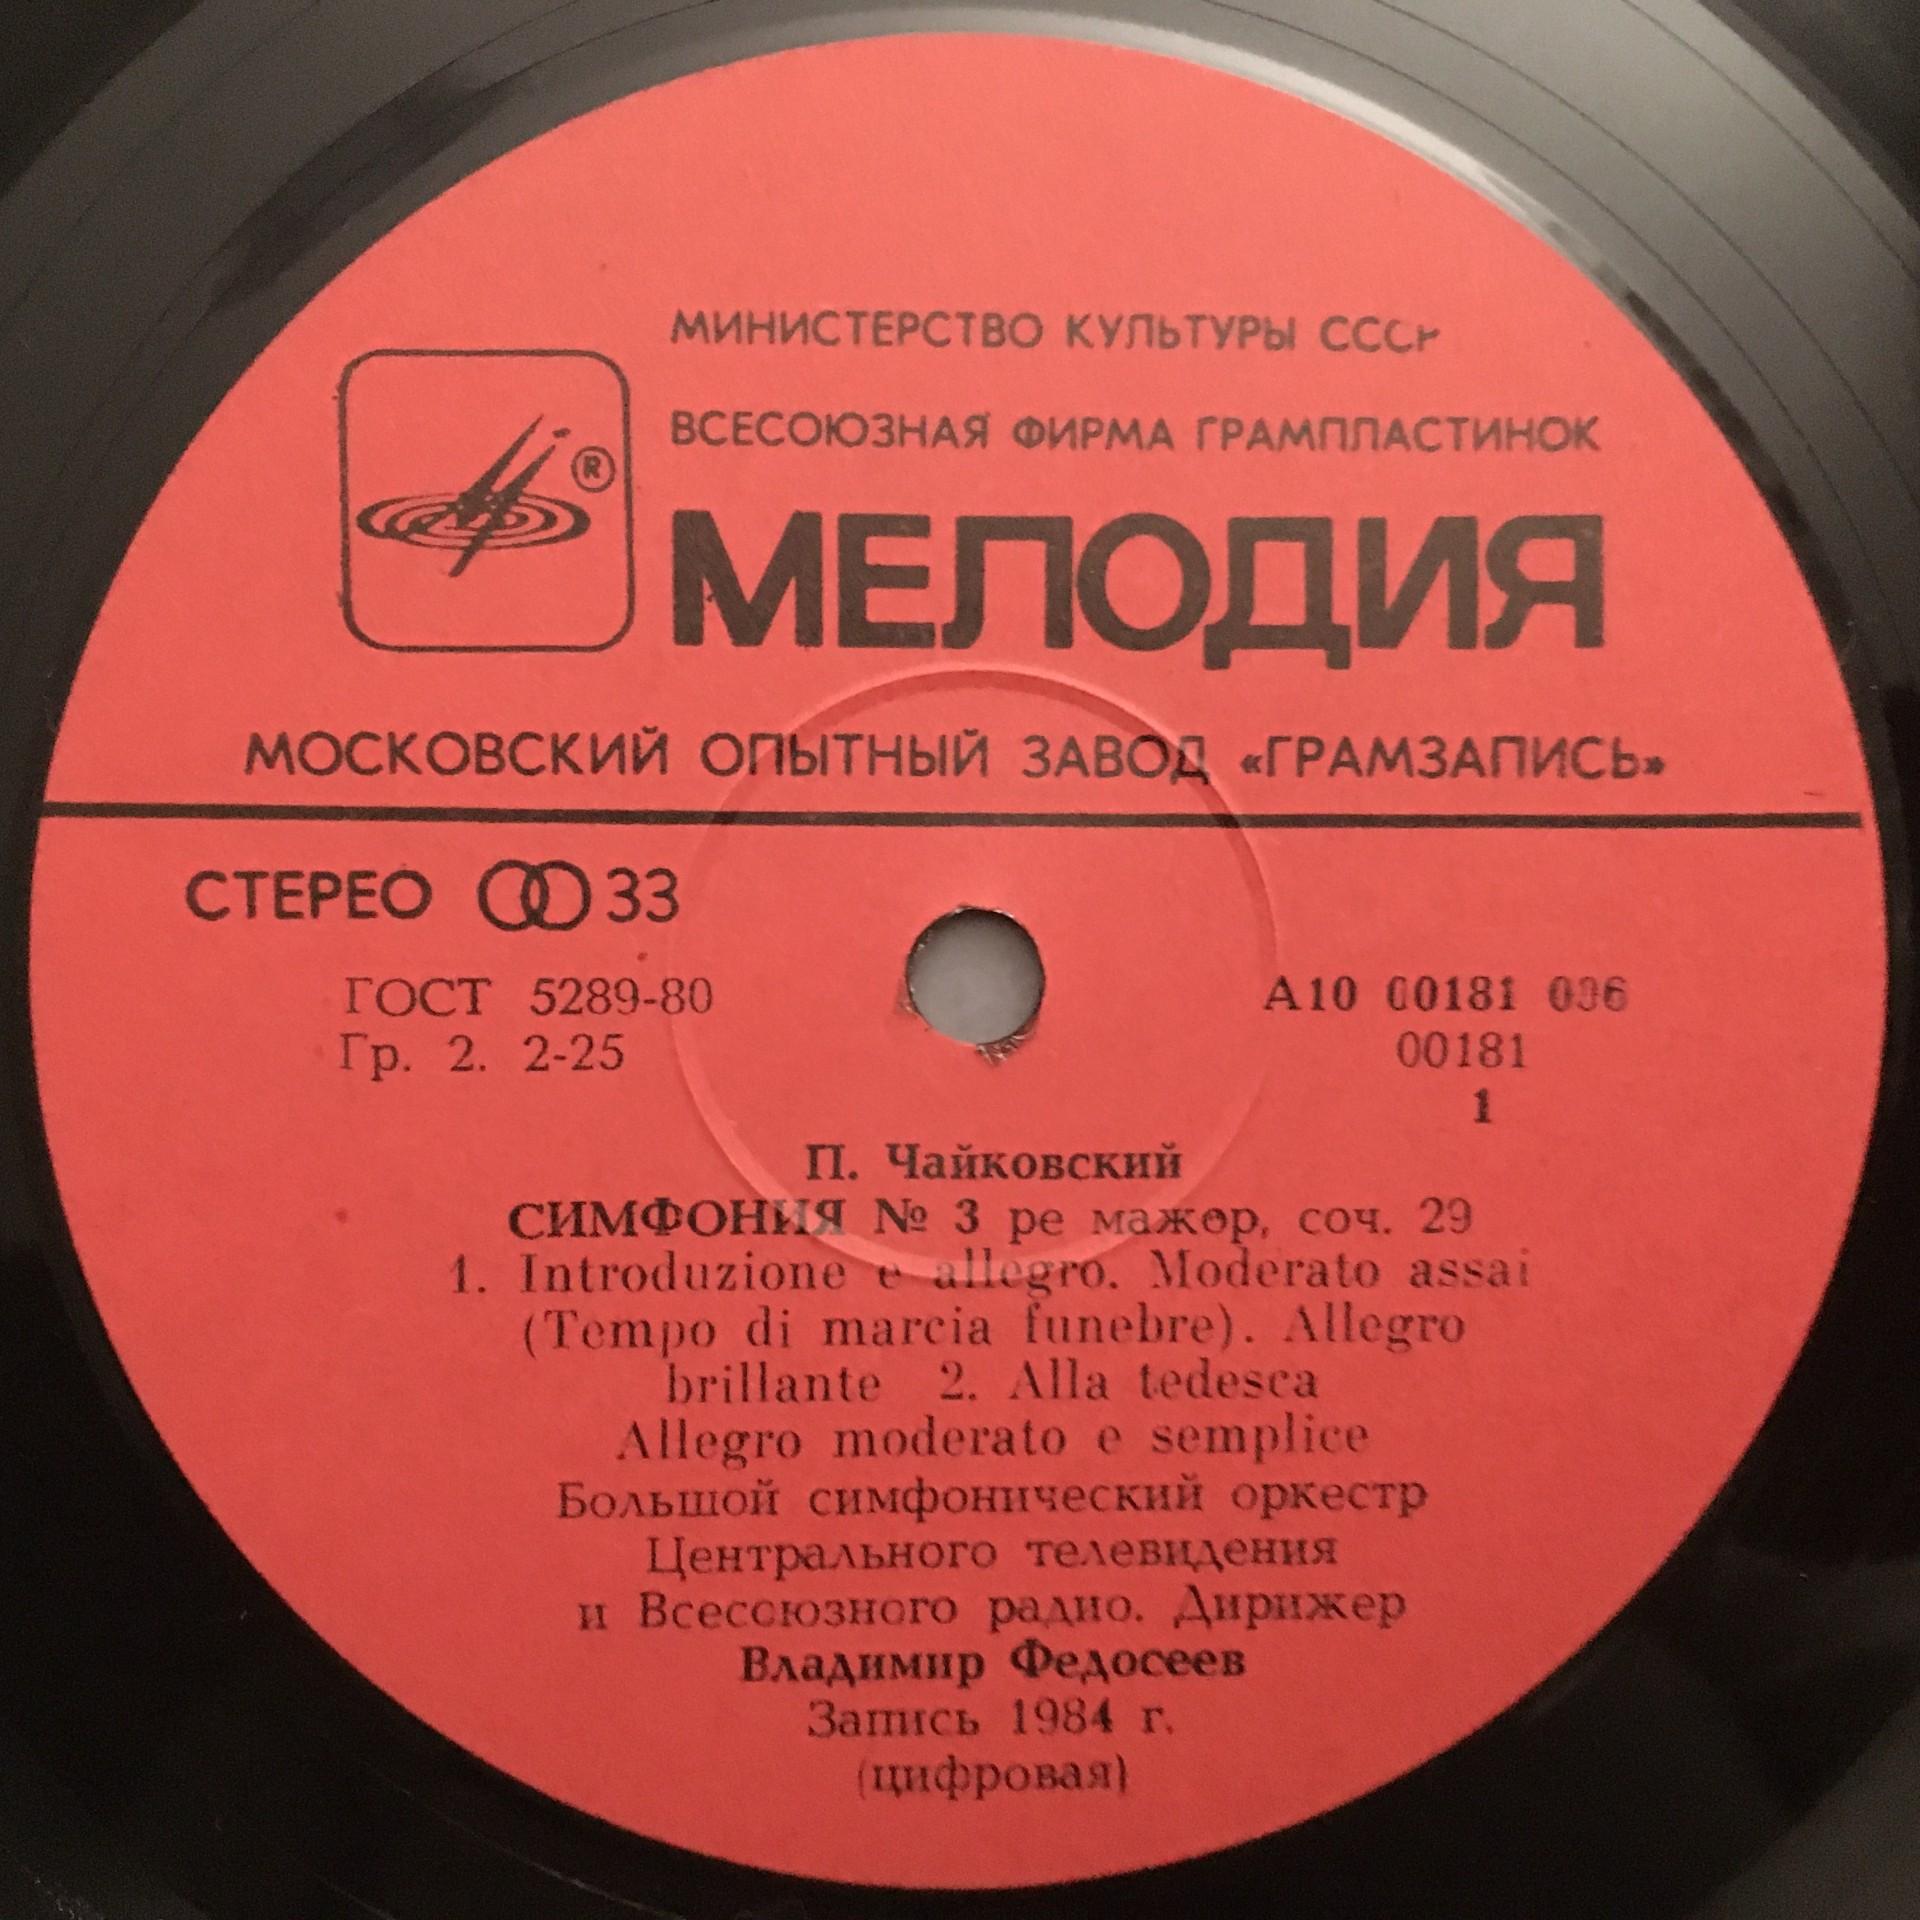 МИНИСТЕРСТВО КУЛЬТУРЫ СССР
ВСЕСОЮЗНАЯ ФИРМА ГРАМПЛАСТИНОК
®
МЕЛОДИЯ
МОСКОВСКИЙ ОПЫТНЫЙ ЗАВОД «ГРАМЗАПИСЬ»
СТЕРЕО 33
ГОСТ 5289-80
Гр. 2. 2-25
А10 00181 006
00181
1
П. Чайковский
СИМФОНИЯ № 3 ре мажор, соч. 29
1. Introduzione e allegro. Moderato assai
(Tempo di marcia funebre). Allegro
brillante 2. Alla tedesca
Allegro moderato e semplice
Большой симфонический оркестр
Центрального телевидения
и Всесоюзного радио. Дирижер
Владимир Федосеев
Запись 1984 г.
(цифровая)